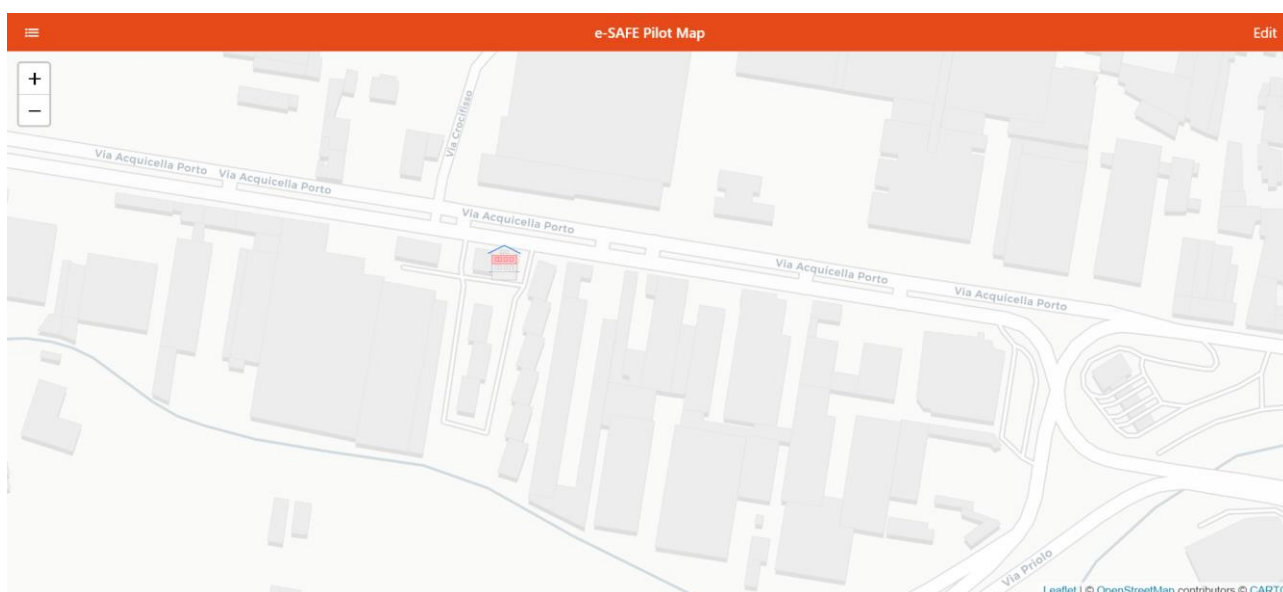 e-SAFE Pilot Map
Edit
+
−
Via Crocifisso
Via Acquicella Porto
Via Acquicella Porto
Via Acquicella Porto
Via Acquicella Porto
Via Acquicella Porto
Via Priolo
Leaflet | © OpenStreetMap contributors © CARTO